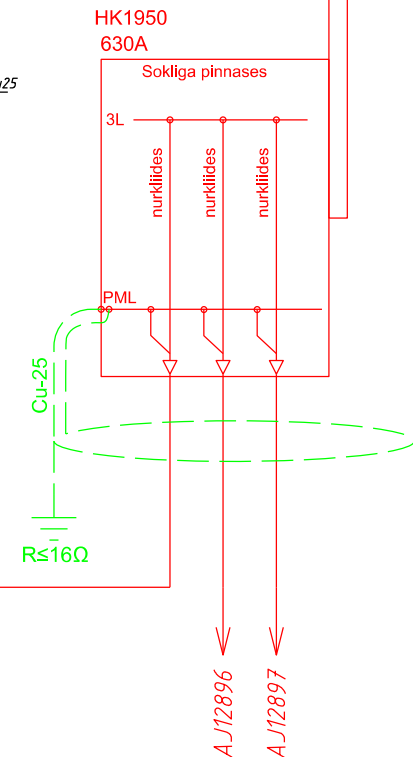 HK1950
630A
Sokliga pinnases
3L
nurkliides
nurkliides
nurkliides
PML
Cu-25
R≤16Ω
AJ12896
AJ12897